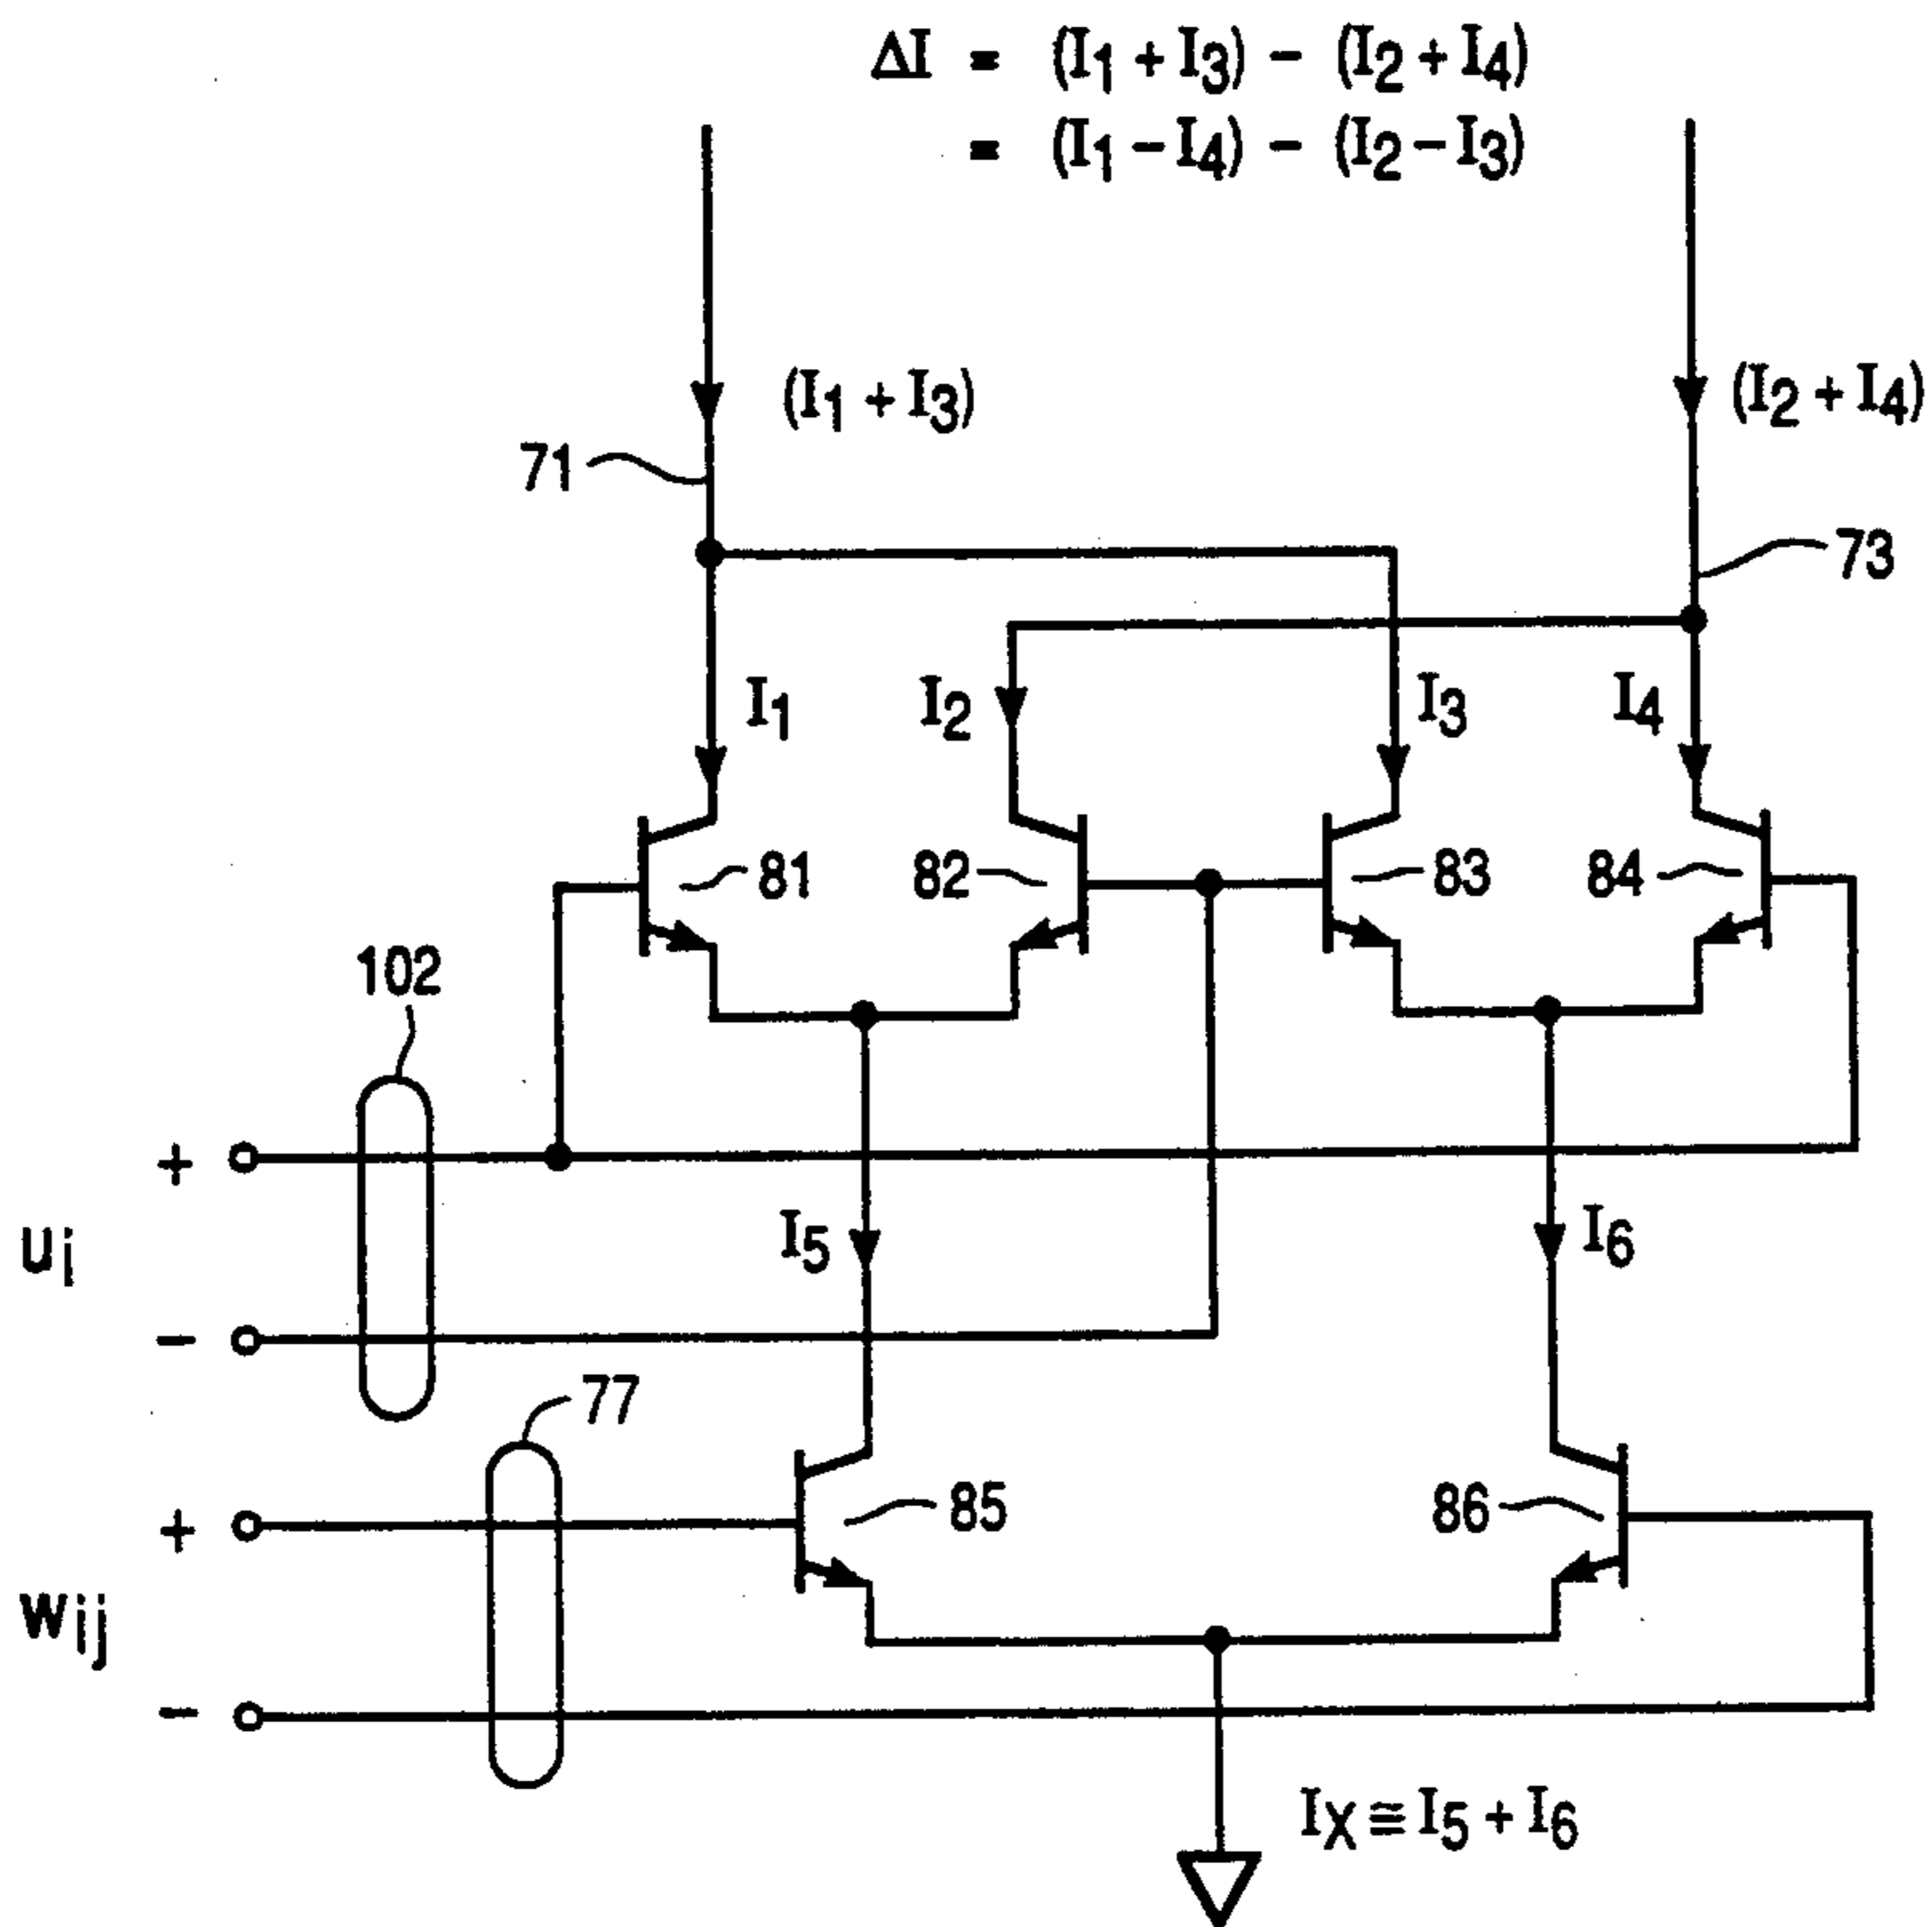 ΔI = (I₁ + I₃) − (I₂ + I₄)
= (I₁ − I₄) − (I₂ − I₃)
(I₁ + I₃)
(I₂ + I₄)
71
73
I₁
I₂
I₃
I₄
81
82
83
84
102
+
uᵢ
−
I₅
I₆
77
+
wᵢⱼ
−
85
86
Iₓ ≅ I₅ + I₆